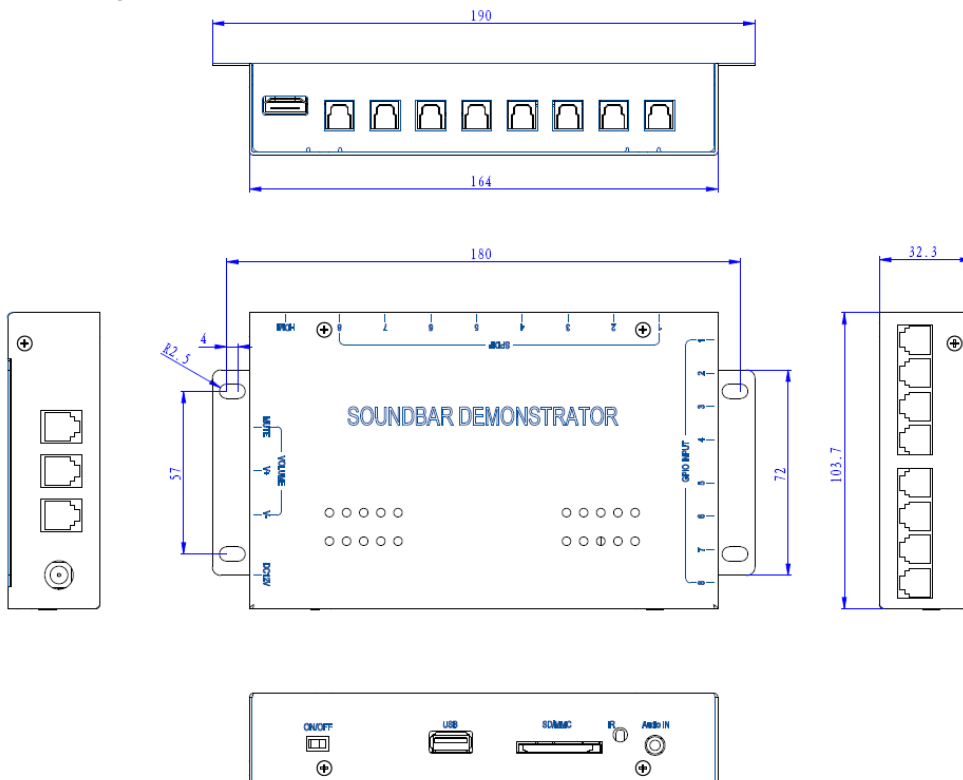 190
164
180
32.3
HDMI 8 7 6 5 4 3 2 1
SPDIF
4
R2.5
SOUNDBAR DEMONSTRATOR
57
MUTE
V+
V-
VOLUME
DC12V
GPIO INPUT
1
2
3
4
5
6
7
8
72
103.7
ON/OFF
USB
SD/MMC
IR
Audio IN